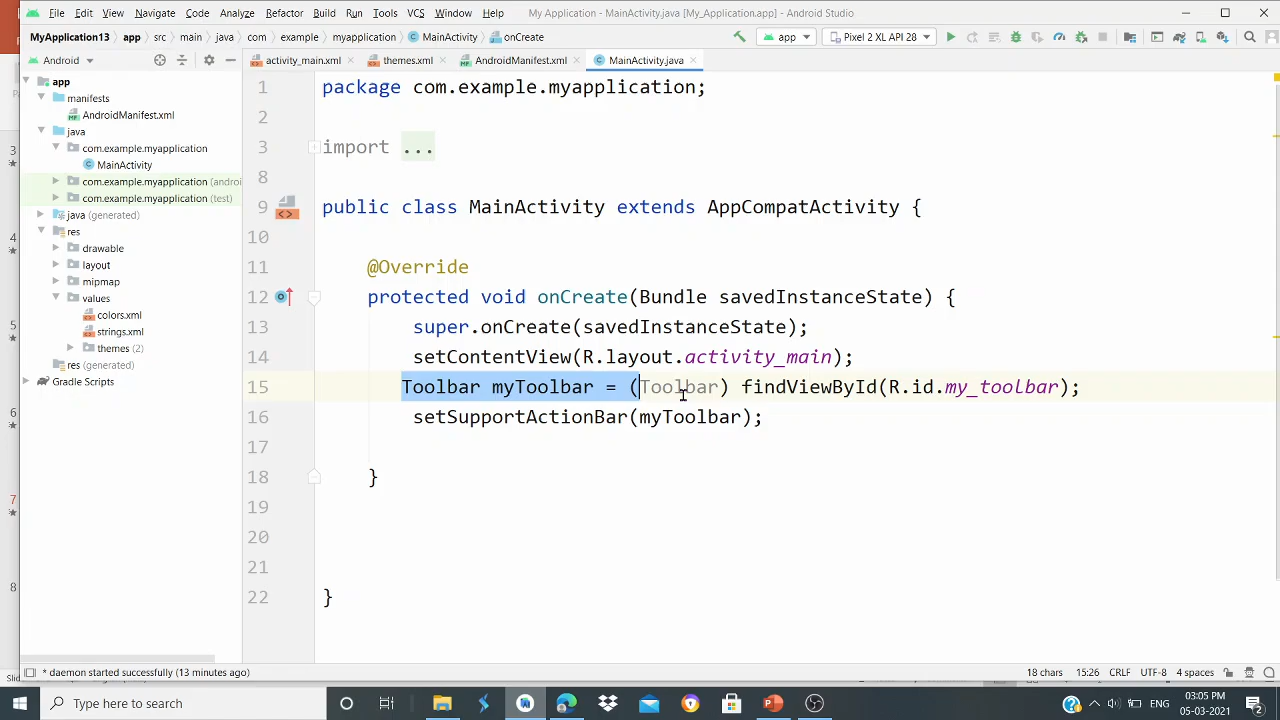 File Edit View Navigate Code Analyze Refactor Build Run Tools VCS Window Help My Application - MainActivity.java [My_Application.app] - Android Studio
MyApplication13 app src main java com example myapplication MainActivity onCreate app Pixel 2 XL API 28
Android activity_main.xml themes.xml AndroidManifest.xml MainActivity.java
app
manifests
AndroidManifest.xml
java
com.example.myapplication
MainActivity
com.example.myapplication (androi
com.example.myapplication (test)
java (generated)
res
drawable
layout
mipmap
values
colors.xml
strings.xml
themes (2)
res (generated)
Gradle Scripts
1 package com.example.myapplication;
2
3 import ...
8
9 public class MainActivity extends AppCompatActivity {
10
11 @Override
12 protected void onCreate(Bundle savedInstanceState) {
13 super.onCreate(savedInstanceState);
14 setContentView(R.layout.activity_main);
15 Toolbar myToolbar = (Toolbar) findViewById(R.id.my_toolbar);
16 setSupportActionBar(myToolbar);
17
18 }
19
20
21
22 }
3
4
5
6
7
8
* daemon started successfully (13 minutes ago) 18 chars 15:26 CRLF UTF-8 4 spaces
Type here to search ENG 03:05 PM
05-03-2021